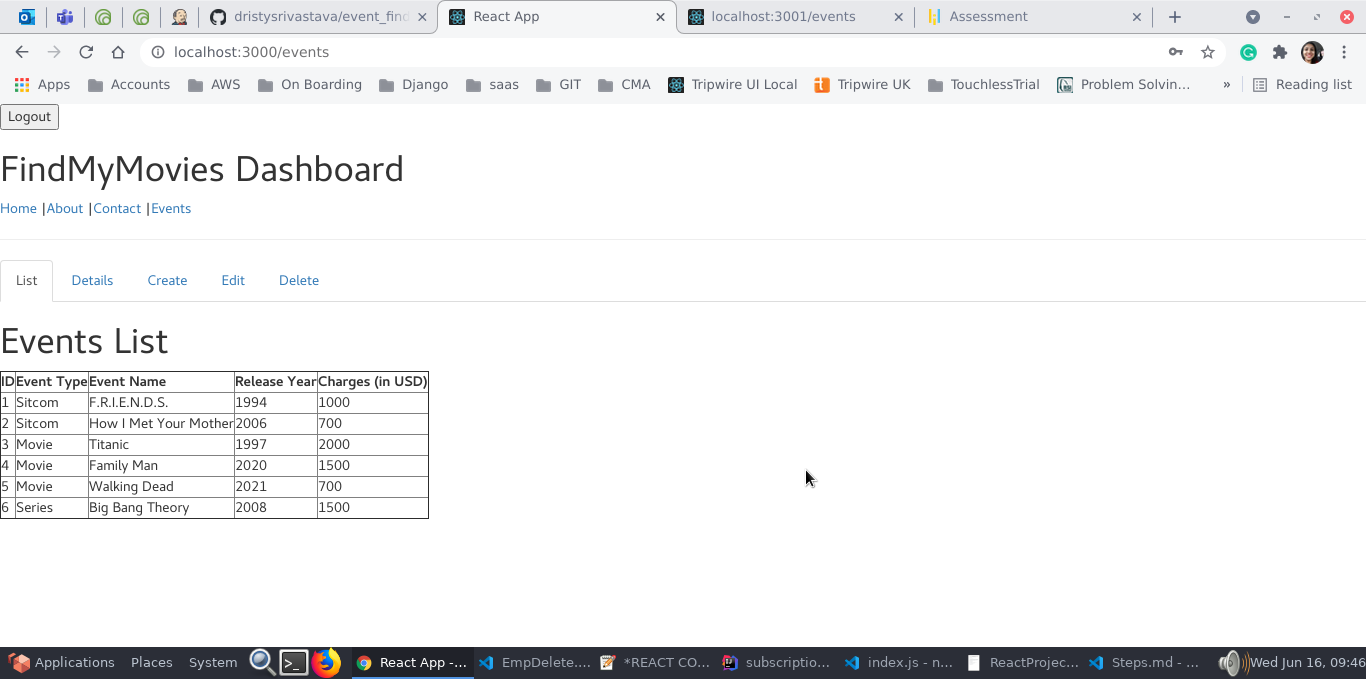 dristysrivastava/event_find
React App
localhost:3001/events
Assessment
localhost:3000/events
Apps Accounts AWS On Boarding Django saas GIT CMA Tripwire UI Local Tripwire UK TouchlessTrial Problem Solvin... » Reading list
Logout
FindMyMovies Dashboard
Home |About |Contact |Events
List Details Create Edit Delete
Events List
ID Event Type Event Name Release Year Charges (in USD)
1 Sitcom F.R.I.E.N.D.S. 1994 1000
2 Sitcom How I Met Your Mother 2006 700
3 Movie Titanic 1997 2000
4 Movie Family Man 2020 1500
5 Movie Walking Dead 2021 700
6 Series Big Bang Theory 2008 1500
Applications Places System React App -... EmpDelete.... *REACT CO... subscriptio... index.js - n... ReactProjec... Steps.md - ... Wed Jun 16, 09:46